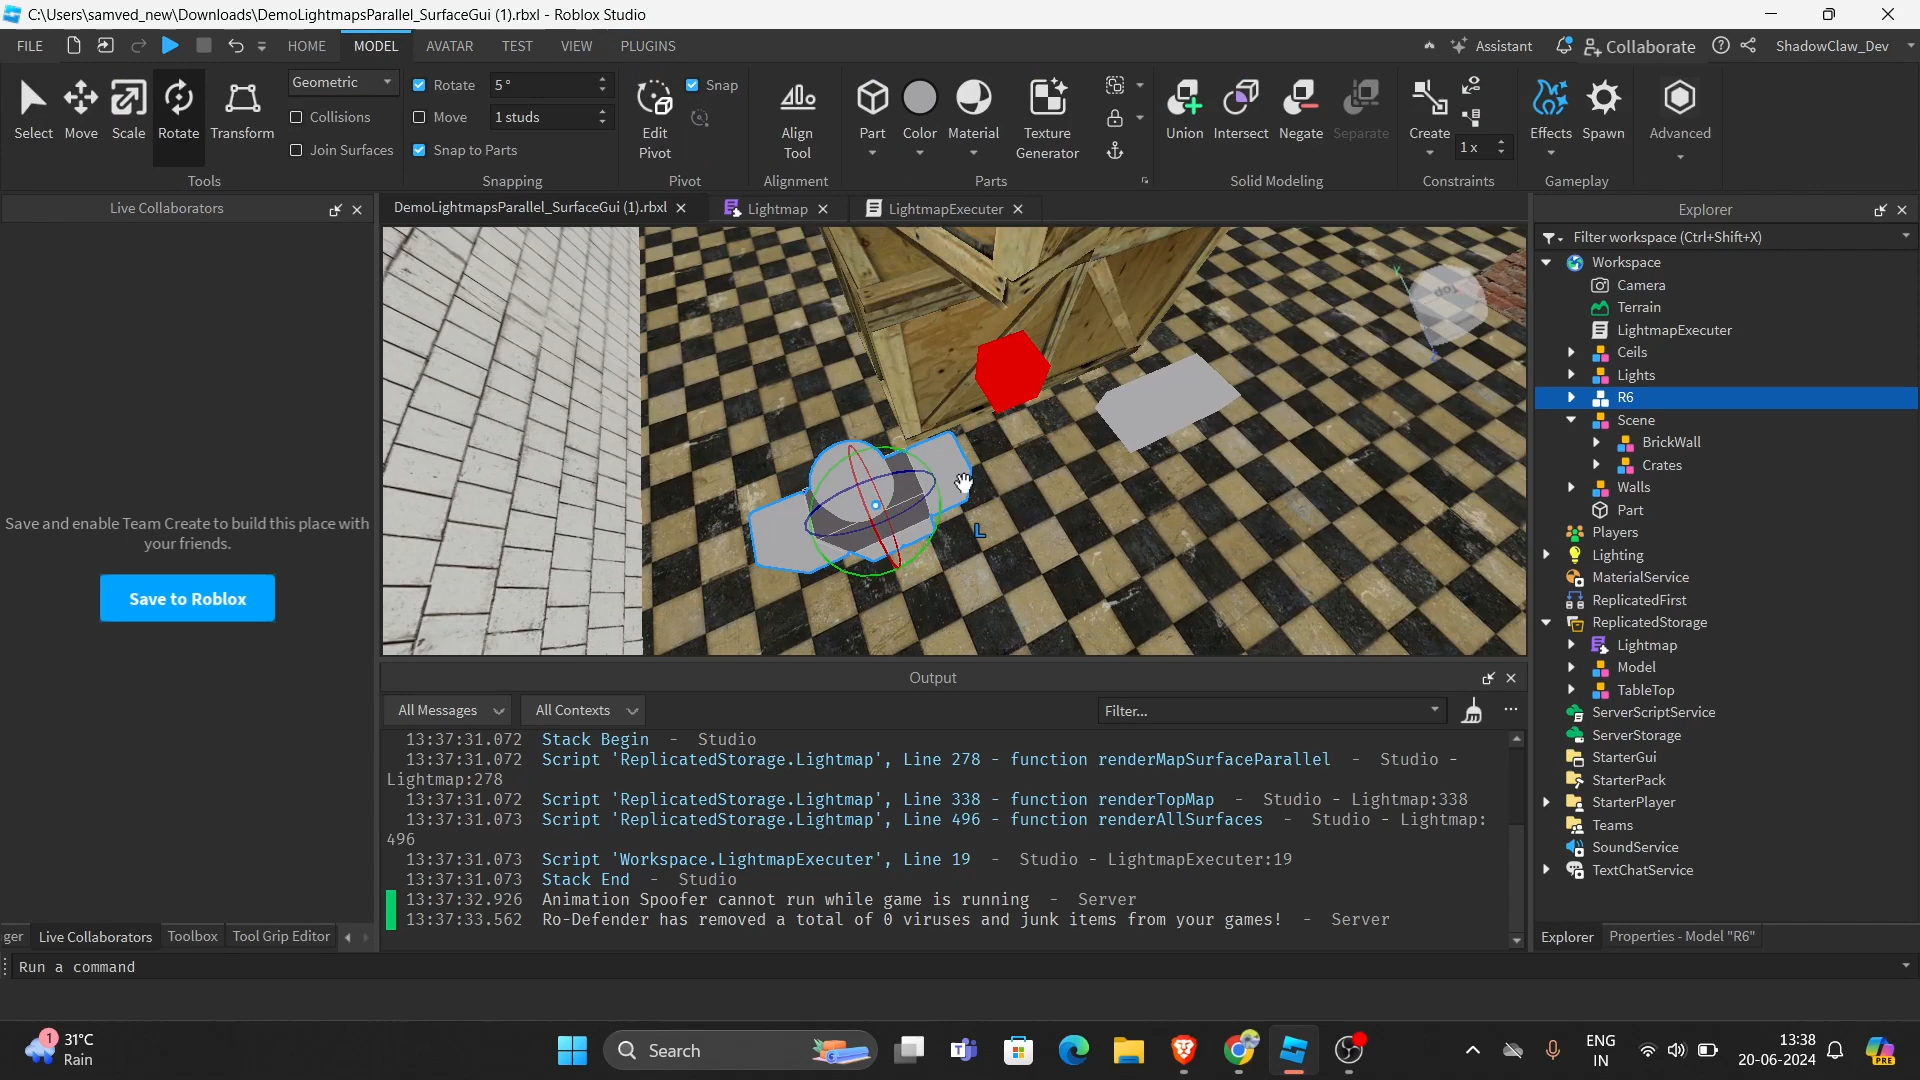 C:\Users\samved_new\Downloads\DemoLightmapsParallel_SurfaceGui (1).rbxl - Roblox Studio
FILE HOME MODEL AVATAR TEST VIEW PLUGINS Assistant Collaborate ShadowClaw_Dev
Select Move Scale Rotate Transform
Geometric
Collisions
Join Surfaces
Tools
Rotate 5 °
Move 1 studs
Snap to Parts
Snapping
Edit
Pivot
Snap
Pivot
Align
Tool
Alignment
Part Color Material Texture
Generator
Parts
Union Intersect Negate Separate
Solid Modeling
Create
1 x
Constraints
Effects Spawn
Gameplay
Advanced
Live Collaborators
Save and enable Team Create to build this place with
your friends.
Save to Roblox
ger Live Collaborators Toolbox Tool Grip Editor
DemoLightmapsParallel_SurfaceGui (1).rbxl Lightmap LightmapExecuter
Top
L
Output
All Messages All Contexts Filter...
13:37:31.072 Stack Begin - Studio
13:37:31.072 Script 'ReplicatedStorage.Lightmap', Line 278 - function renderMapSurfaceParallel - Studio -
Lightmap:278
13:37:31.072 Script 'ReplicatedStorage.Lightmap', Line 338 - function renderTopMap - Studio - Lightmap:338
13:37:31.073 Script 'ReplicatedStorage.Lightmap', Line 496 - function renderAllSurfaces - Studio - Lightmap:
496
13:37:31.073 Script 'Workspace.LightmapExecuter', Line 19 - Studio - LightmapExecuter:19
13:37:31.073 Stack End - Studio
13:37:32.926 Animation Spoofer cannot run while game is running - Server
13:37:33.562 Ro-Defender has removed a total of 0 viruses and junk items from your games! - Server
Explorer
Filter workspace (Ctrl+Shift+X)
Workspace
Camera
Terrain
LightmapExecuter
Ceils
Lights
R6
Scene
BrickWall
Crates
Walls
Part
Players
Lighting
MaterialService
ReplicatedFirst
ReplicatedStorage
Lightmap
Model
TableTop
ServerScriptService
ServerStorage
StarterGui
StarterPack
StarterPlayer
Teams
SoundService
TextChatService
Explorer Properties - Model "R6"
Run a command
1
31°C
Rain
Search
ENG
IN
13:38
20-06-2024
PRE